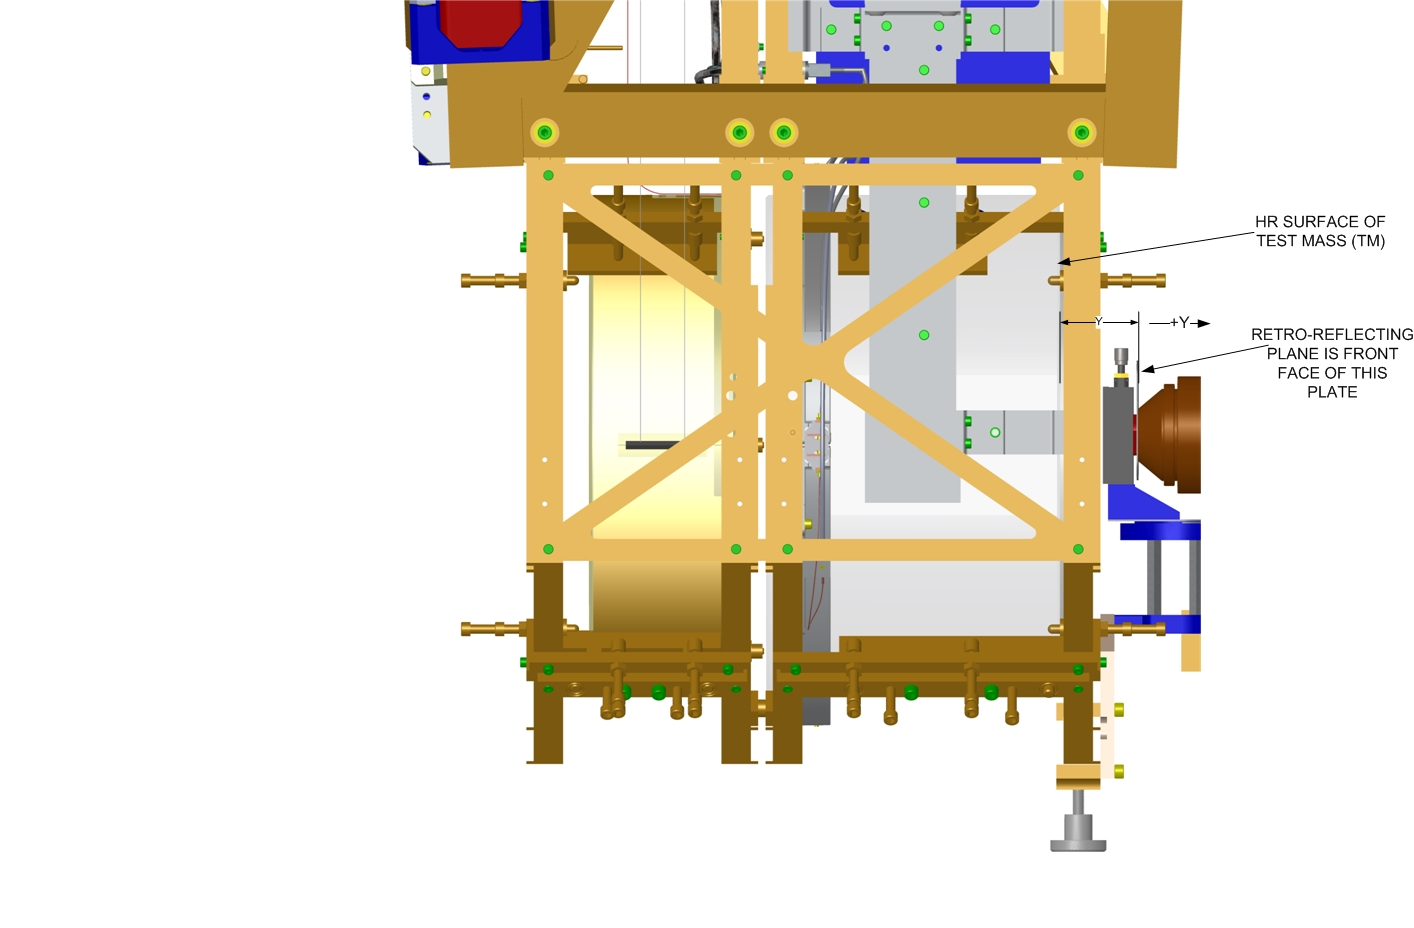 HR SURFACE OF
TEST MASS (TM)
Y
+Y
RETRO-REFLECTING
PLANE IS FRONT
FACE OF THIS
PLATE